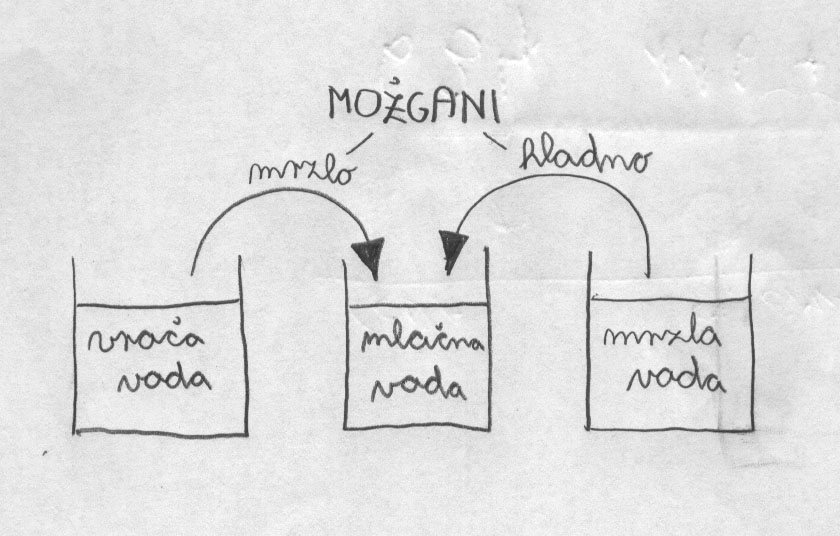 MOŽGANI
mrzlo
hladno
vroča
voda
mlačna
voda
mrzla
voda